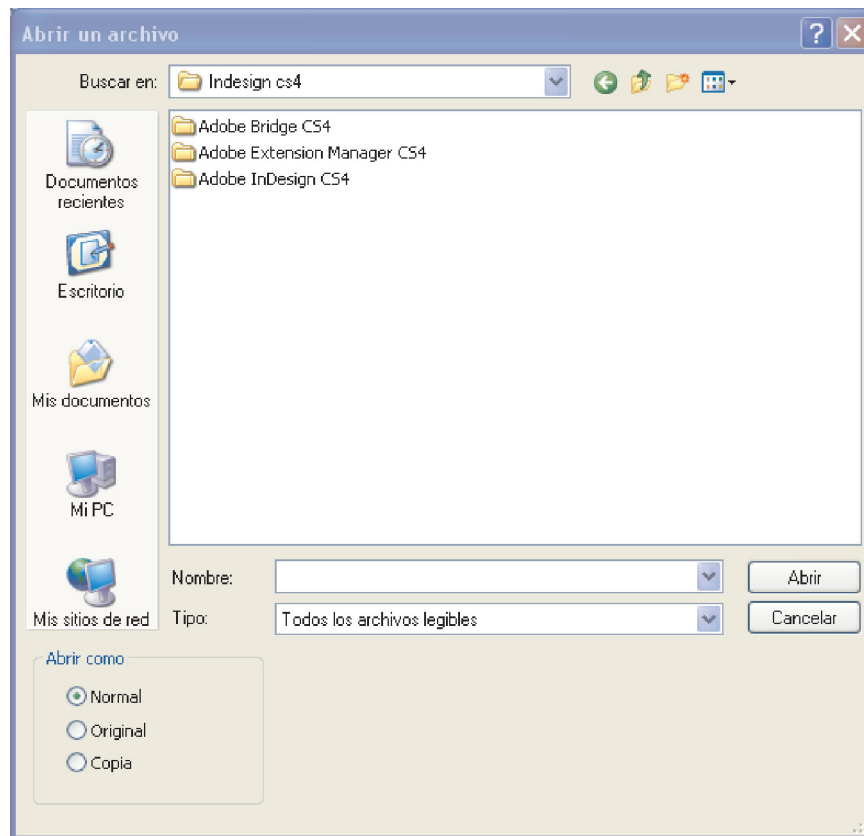 Abrir un archivo
Buscar en:
Indesign cs4
Adobe Bridge CS4
Adobe Extension Manager CS4
Adobe InDesign CS4
Documentos
recientes
Escritorio
Mis documentos
Mi PC
Mis sitios de red
Nombre:
Abrir
Tipo:
Todos los archivos legibles
Cancelar
Abrir como
Normal
Original
Copia